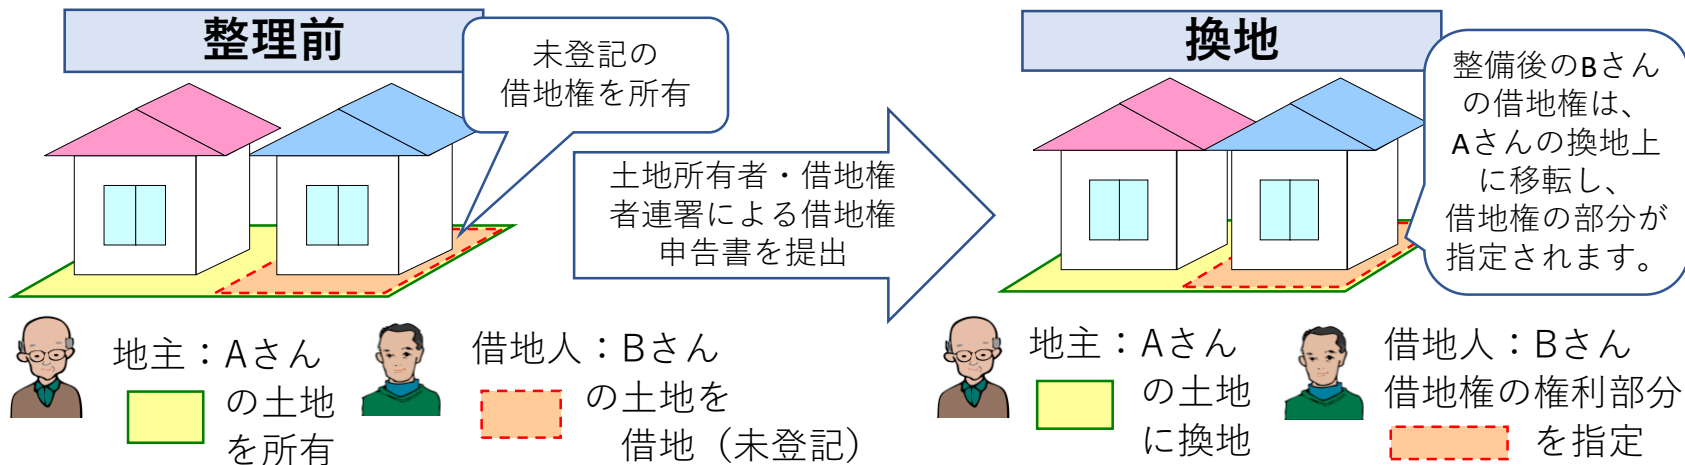 整理前
未登記の
借地権を所有
土地所有者・借地権
者連署による借地権
申告書を提出
換地
整備後のBさん
の借地権は、
Aさんの換地上
に移転し、
借地権の部分が
指定されます。
地主：Aさん
の土地
を所有
借地人：Bさん
の土地を
借地（未登記）
地主：Aさん
の土地
に換地
借地人：Bさん
借地権の権利部分
を指定